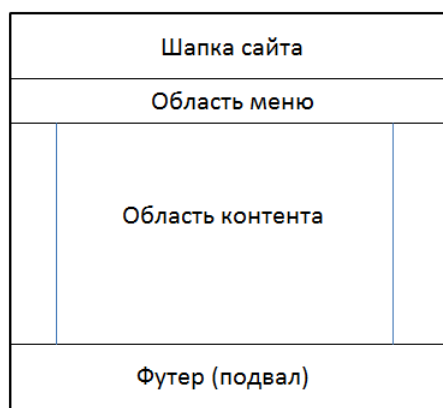 Шапка сайта
Область меню
Область контента
Футер (подвал)